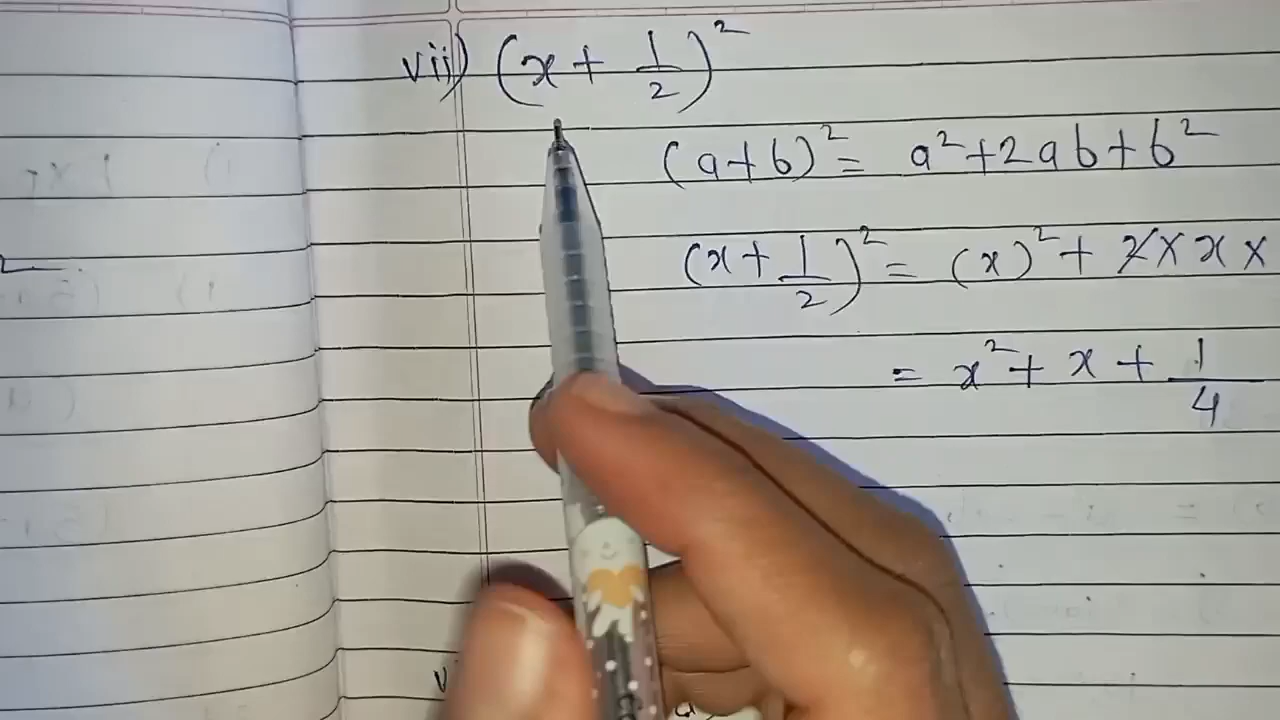 vii) (x + 1/2)²
(a+b)² = a²+2ab+b²
(x + 1/2)² = (x)² + 2 × x ×
= x² + x + 1/4